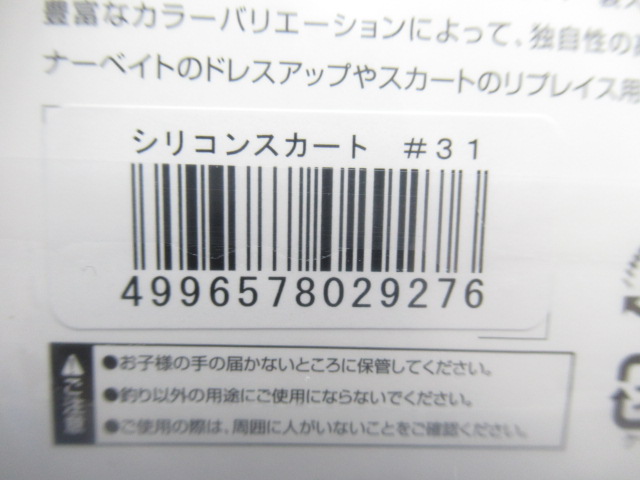 豊富なカラーバリエーションによって、独自性の
ナーベイトのドレスアップやスカートのリプレイス用
シリコンスカート #31
4996578029276
●お子様の手の届かないところに保管してください。
●釣り以外の用途にご使用にならないでください。
●ご使用の際は、周囲に人がいないことをご確認ください。